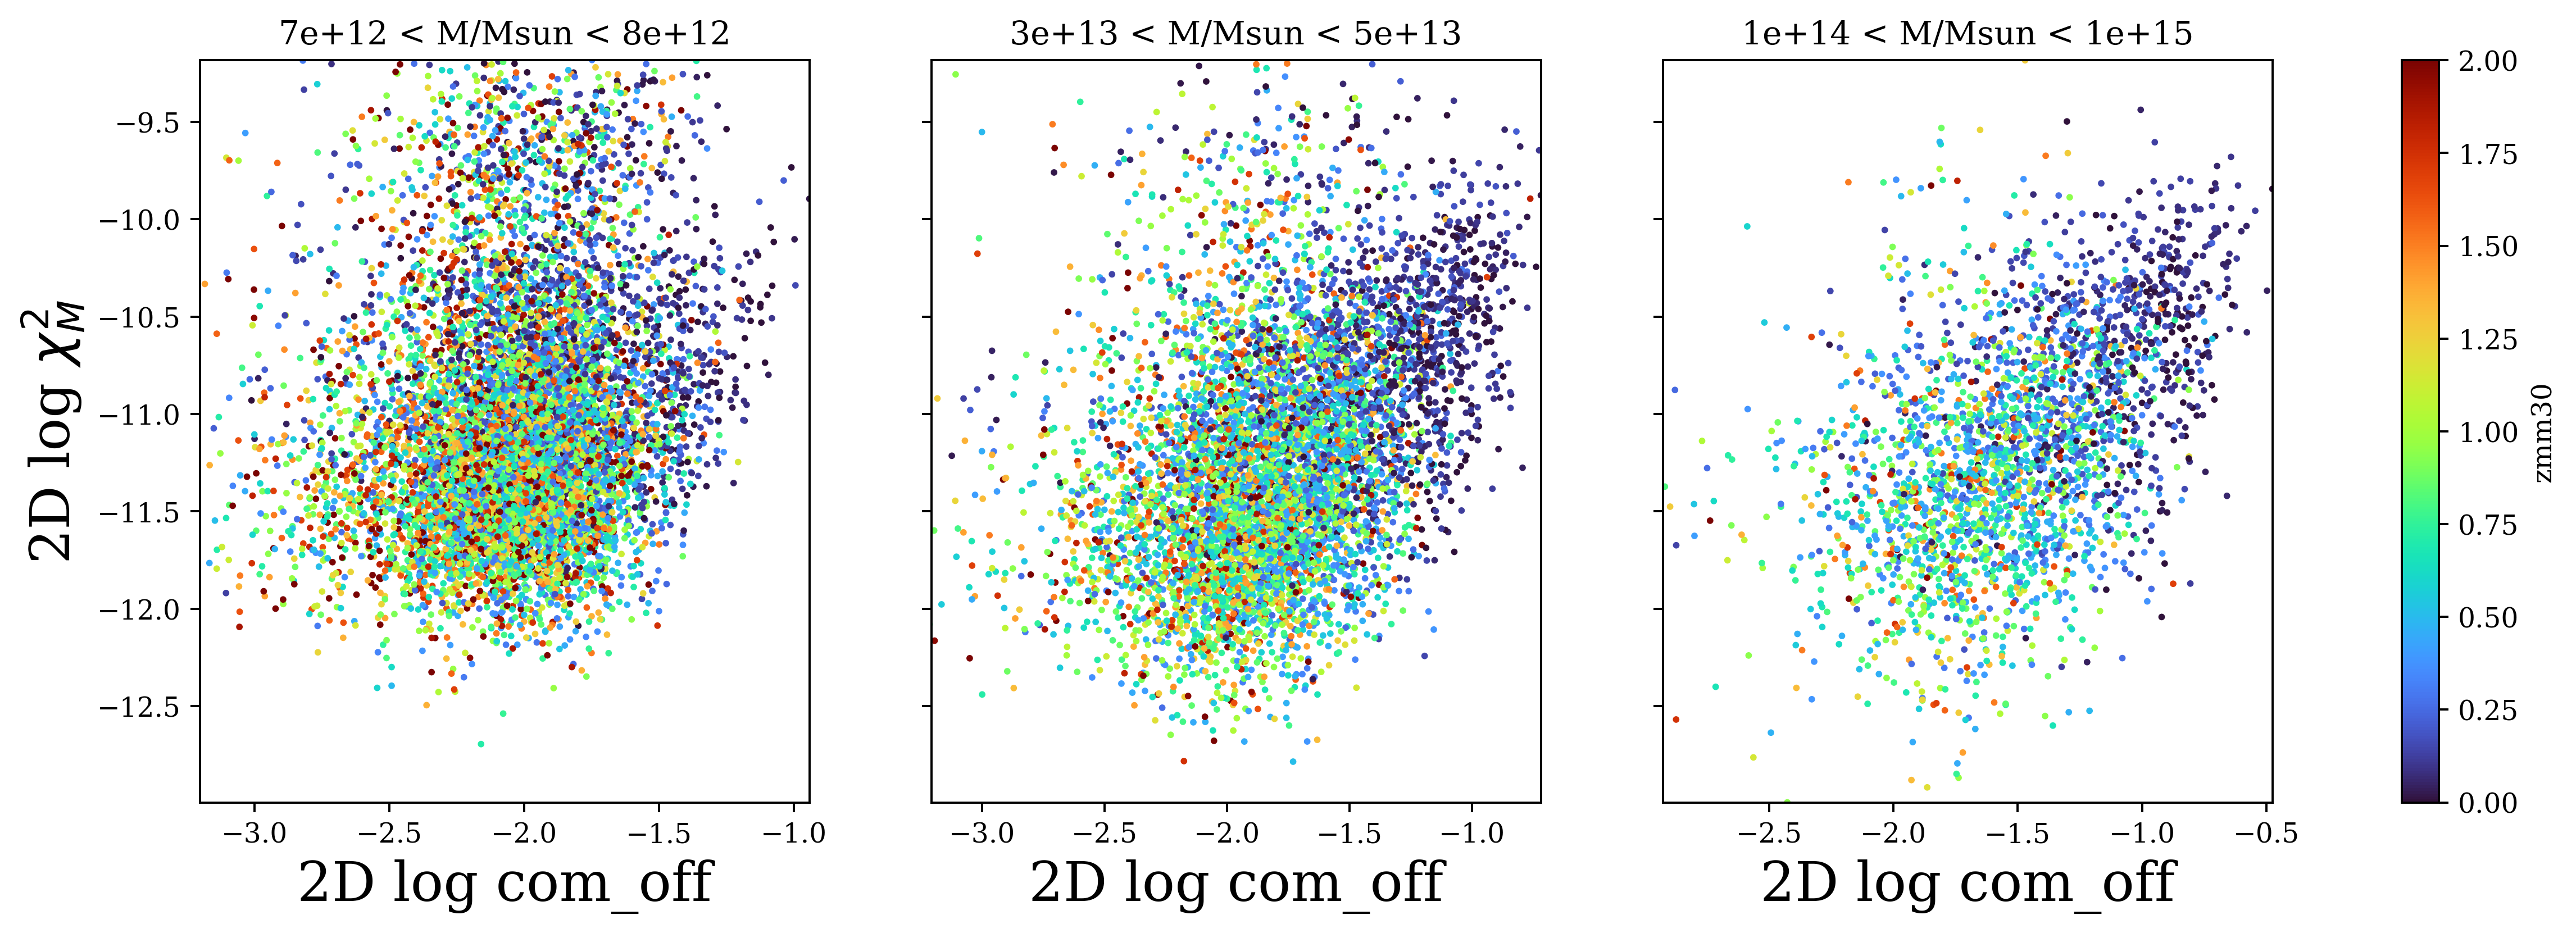 7e+12 < M/Msun < 8e+12
3e+13 < M/Msun < 5e+13
1e+14 < M/Msun < 1e+15
2D log χ²_M
−9.5
−10.0
−10.5
−11.0
−11.5
−12.0
−12.5
−3.0 −2.5 −2.0 −1.5 −1.0
−3.0 −2.5 −2.0 −1.5 −1.0
−2.5 −2.0 −1.5 −1.0 −0.5
2D log com_off
2D log com_off
2D log com_off
2.00
1.75
1.50
1.25
1.00
0.75
0.50
0.25
0.00
zmm30